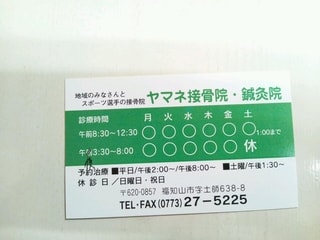 地域のみなさんと
スポーツ選手の接骨院
ヤマネ接骨院・鍼灸院
診療時間 月 火 水 木 金 土
午前8:30~12:30 ○ ○ ○ ○ ○ ○ 1:00まで
午後3:30~8:00 ○ ○ ○ ○ ○ 休
予約治療 ■平日/午後2:00~/午後8:00~ ■土曜/午後1:30~
休診日/日曜日・祝日
〒620-0857 福知山市字土師638-8
TEL・FAX(0773)27-5225